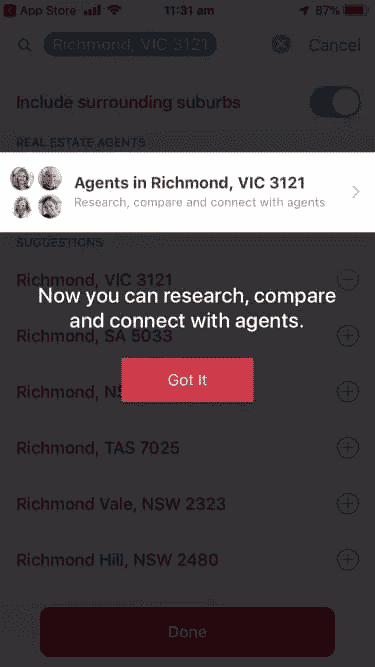 App Store 11:31 am 87%
Richmond, VIC 3121 Cancel
Include surrounding suburbs
REAL ESTATE AGENTS
Agents in Richmond, VIC 3121
Research, compare and connect with agents
SUGGESTIONS
Richmond, VIC 3121
Now you can research, compare
and connect with agents.
Richmond, SA 5033
Got It
Richmond, NS
Richmond, TAS 7025
Richmond Vale, NSW 2323
Richmond Hill, NSW 2480
Done